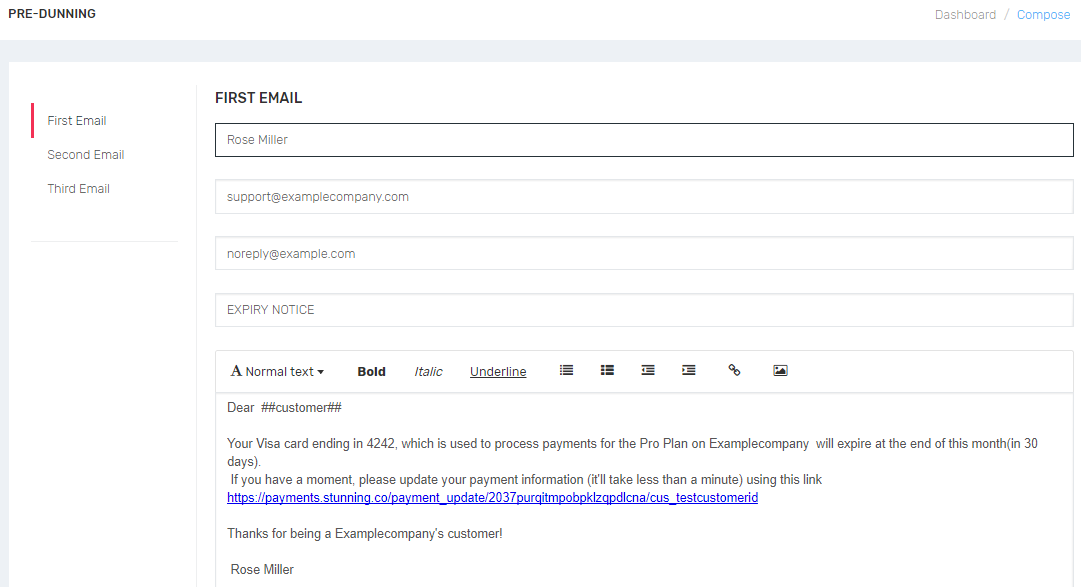 PRE-DUNNING
Dashboard / Compose
First Email
Second Email
Third Email
FIRST EMAIL
Rose Miller
support@examplecompany.com
noreply@example.com
EXPIRY NOTICE
A Normal text Bold Italic Underline
Dear ##customer##
Your Visa card ending in 4242, which is used to process payments for the Pro Plan on Examplecompany will expire at the end of this month(in 30
days).
If you have a moment, please update your payment information (it'll take less than a minute) using this link
https://payments.stunning.co/payment_update/2037purqitmpobpklzqpdlcna/cus_testcustomerid
Thanks for being a Examplecompany's customer!
Rose Miller